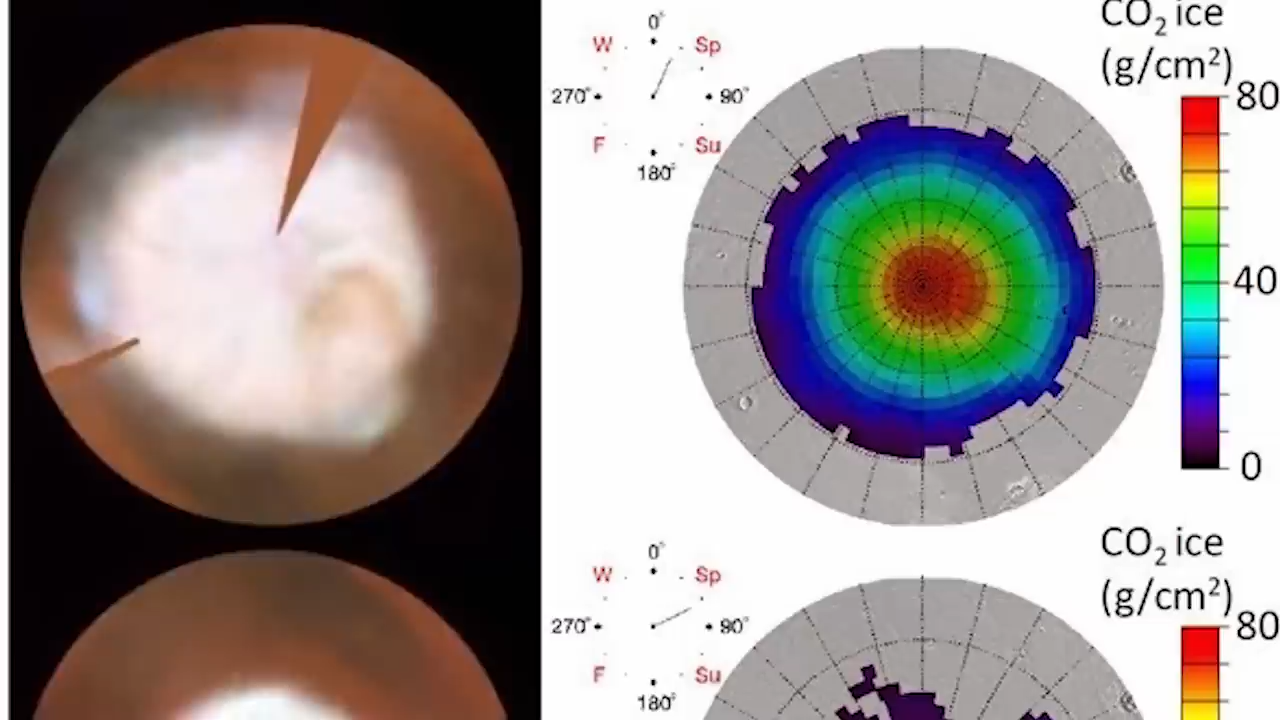 CO₂ ice
(g/cm²)
0°
W Sp
270° 90°
F Su
180°
80
40
0
CO₂ ice
(g/cm²)
0°
W Sp
270° 90°
F Su
180°
80